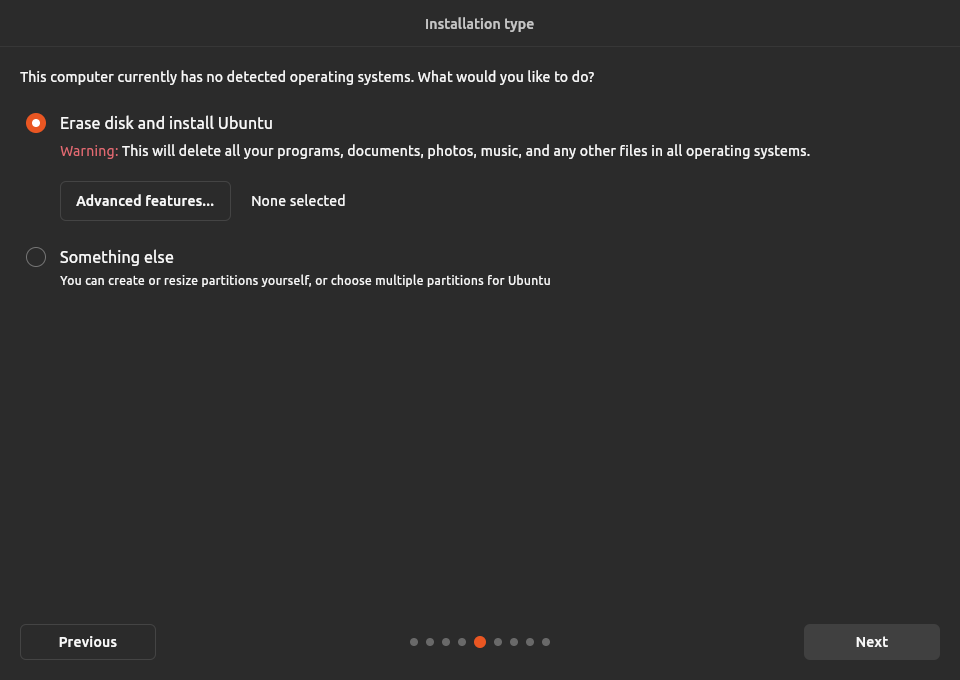 Installation type
This computer currently has no detected operating systems. What would you like to do?
Erase disk and install Ubuntu
Warning: This will delete all your programs, documents, photos, music, and any other files in all operating systems.
Advanced features... None selected
Something else
You can create or resize partitions yourself, or choose multiple partitions for Ubuntu
Previous Next